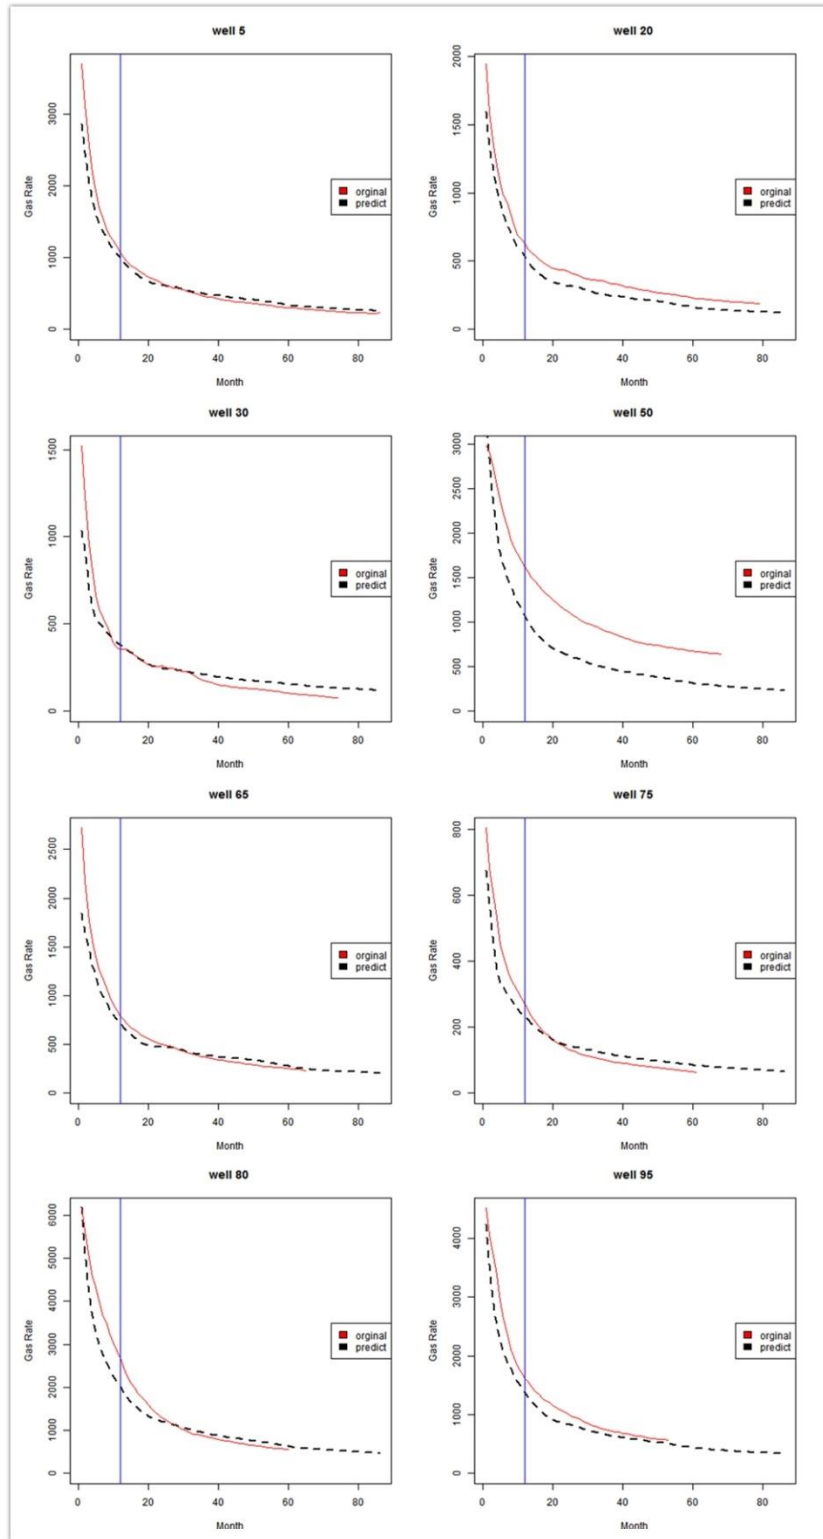 well 5
3000
2000
1000
0
Gas Rate
orginal
predict
0 20 40 60 80
Month
well 20
2000
1500
1000
500
0
Gas Rate
orginal
predict
0 20 40 60 80
Month
well 30
1500
1000
500
0
Gas Rate
orginal
predict
0 20 40 60 80
Month
well 50
3000
2500
2000
1500
1000
500
0
Gas Rate
orginal
predict
0 20 40 60 80
Month
well 65
2500
2000
1500
1000
500
0
Gas Rate
orginal
predict
0 20 40 60 80
Month
well 75
800
600
400
200
0
Gas Rate
orginal
predict
0 20 40 60 80
Month
well 80
6000
5000
4000
3000
2000
1000
0
Gas Rate
orginal
predict
0 20 40 60 80
Month
well 95
4000
3000
2000
1000
0
Gas Rate
orginal
predict
0 20 40 60 80
Month